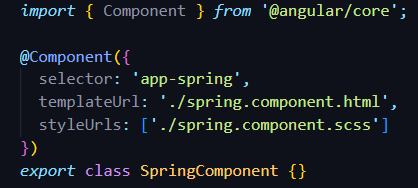 import { Component } from '@angular/core';
@Component({
selector: 'app-spring',
templateUrl: './spring.component.html',
styleUrls: ['./spring.component.scss']
})
export class SpringComponent {}